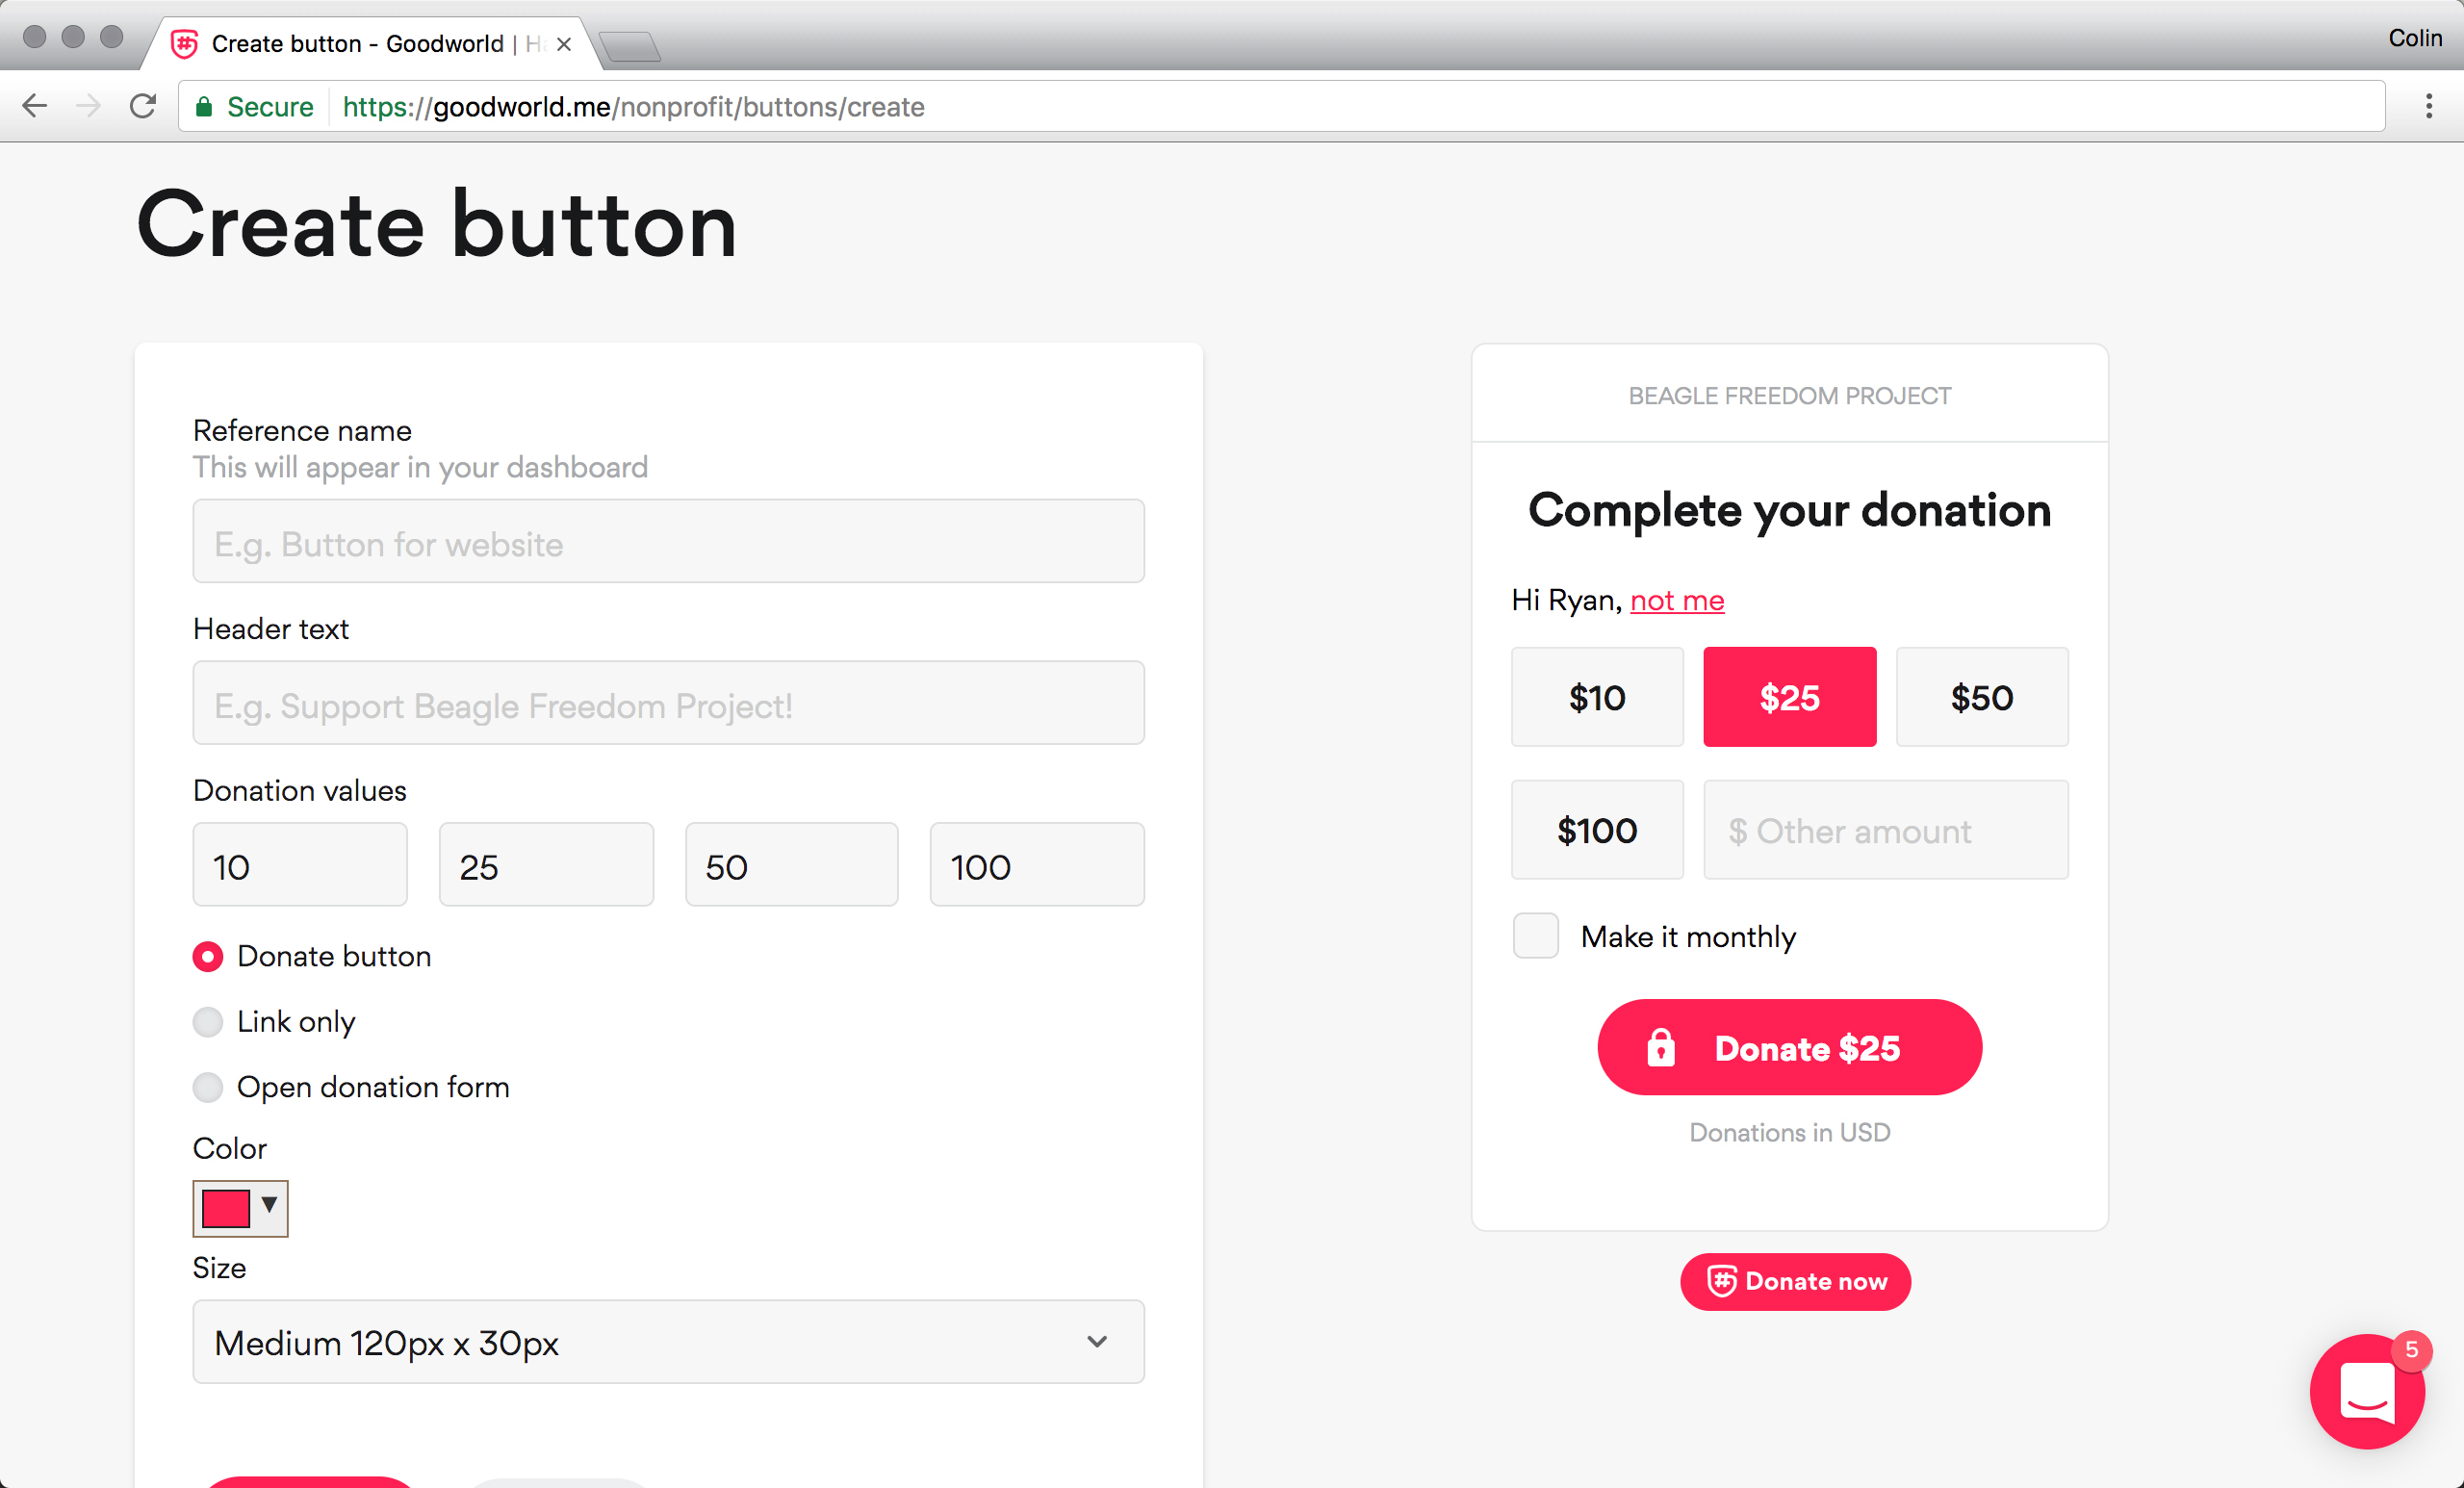 Create button - Goodworld |
Colin
Secure
https://goodworld.me/nonprofit/buttons/create
Create button
Reference name
This will appear in your dashboard
E.g. Button for website
Header text
E.g. Support Beagle Freedom Project!
Donation values
10 25 50 100
Donate button
Link only
Open donation form
Color
Size
Medium 120px x 30px
BEAGLE FREEDOM PROJECT
Complete your donation
Hi Ryan, not me
$10 $25 $50
$100 $ Other amount
Make it monthly
Donate $25
Donations in USD
Donate now
5